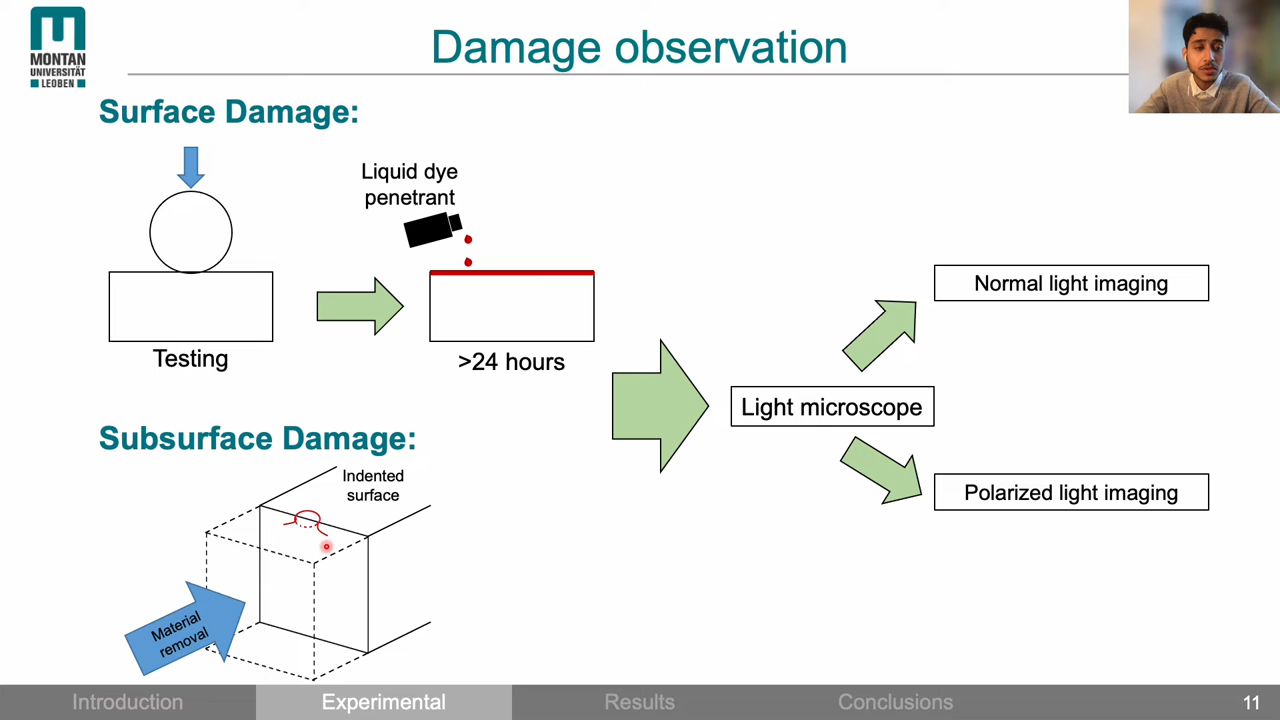 MONTAN
UNIVERSITÄT
LEOBEN
Damage observation
Surface Damage:
Liquid dye
penetrant
Testing
>24 hours
Normal light imaging
Light microscope
Polarized light imaging
Subsurface Damage:
Indented
surface
Material
removal
Introduction
Experimental
Results
Conclusions
11